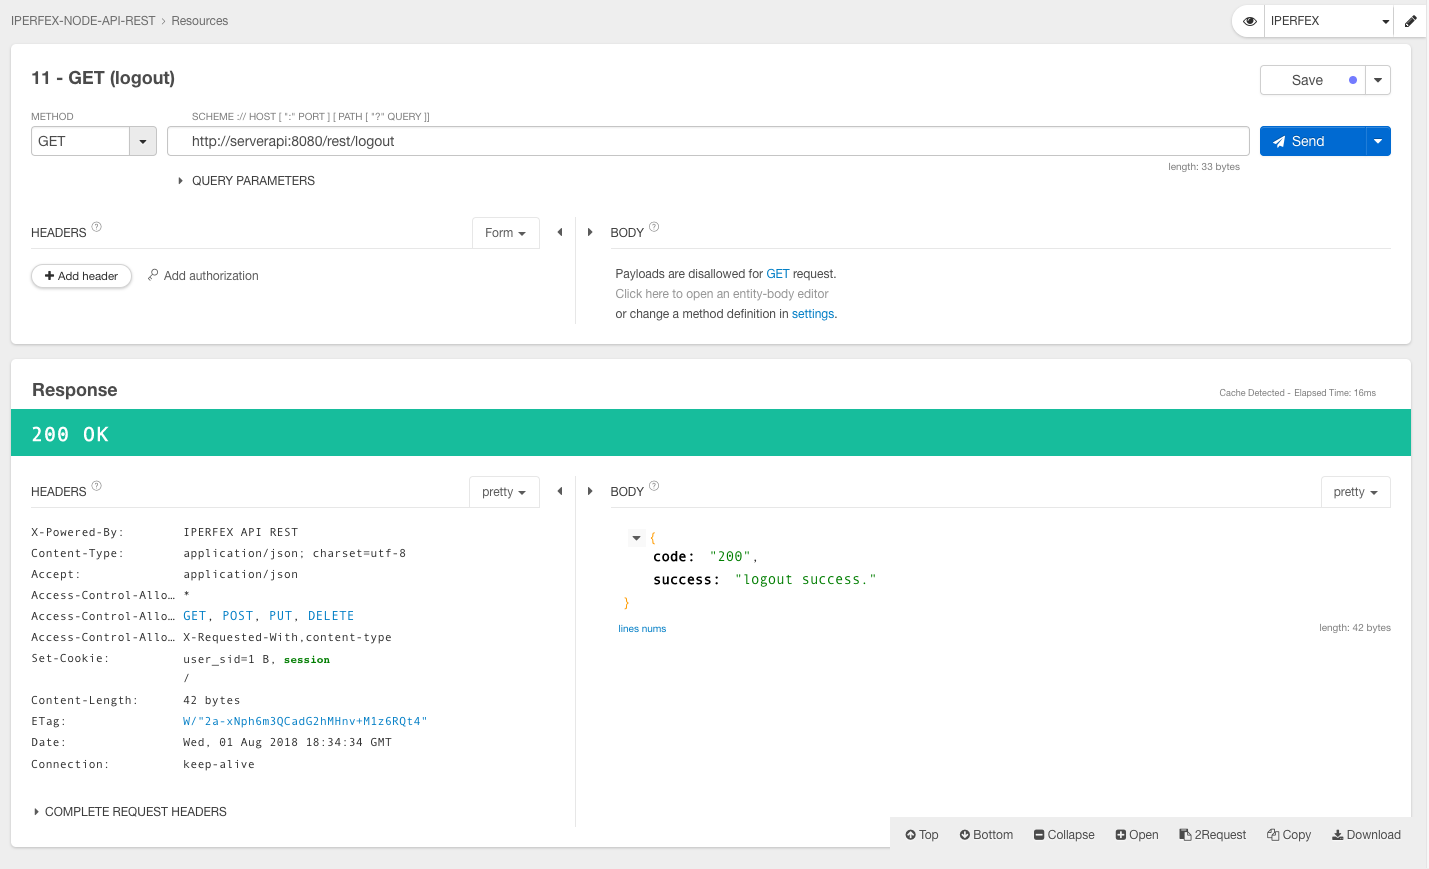 IPERFEX-NODE-API-REST › Resources
IPERFEX
11 - GET (logout)
Save
METHOD
SCHEME :// HOST [ ":" PORT ] [ PATH [ "?" QUERY ]]
GET
http://serverapi:8080/rest/logout
Send
length: 33 bytes
QUERY PARAMETERS
HEADERS ?
Form
BODY ?
Add header
Add authorization
Payloads are disallowed for GET request.
Click here to open an entity-body editor
or change a method definition in settings.
Response
Cache Detected - Elapsed Time: 16ms
200 OK
HEADERS ?
pretty
BODY ?
pretty
X-Powered-By: IPERFEX API REST
Content-Type: application/json; charset=utf-8
Accept: application/json
Access-Control-Allo… *
Access-Control-Allo… GET, POST, PUT, DELETE
Access-Control-Allo… X-Requested-With,content-type
Set-Cookie: user_sid=1 B, session
/
Content-Length: 42 bytes
ETag: W/"2a-xNph6m3QCadG2hMHnv+M1z6RQt4"
Date: Wed, 01 Aug 2018 18:34:34 GMT
Connection: keep-alive
{
code: "200",
success: "logout success."
}
lines nums
length: 42 bytes
COMPLETE REQUEST HEADERS
Top
Bottom
Collapse
Open
2Request
Copy
Download